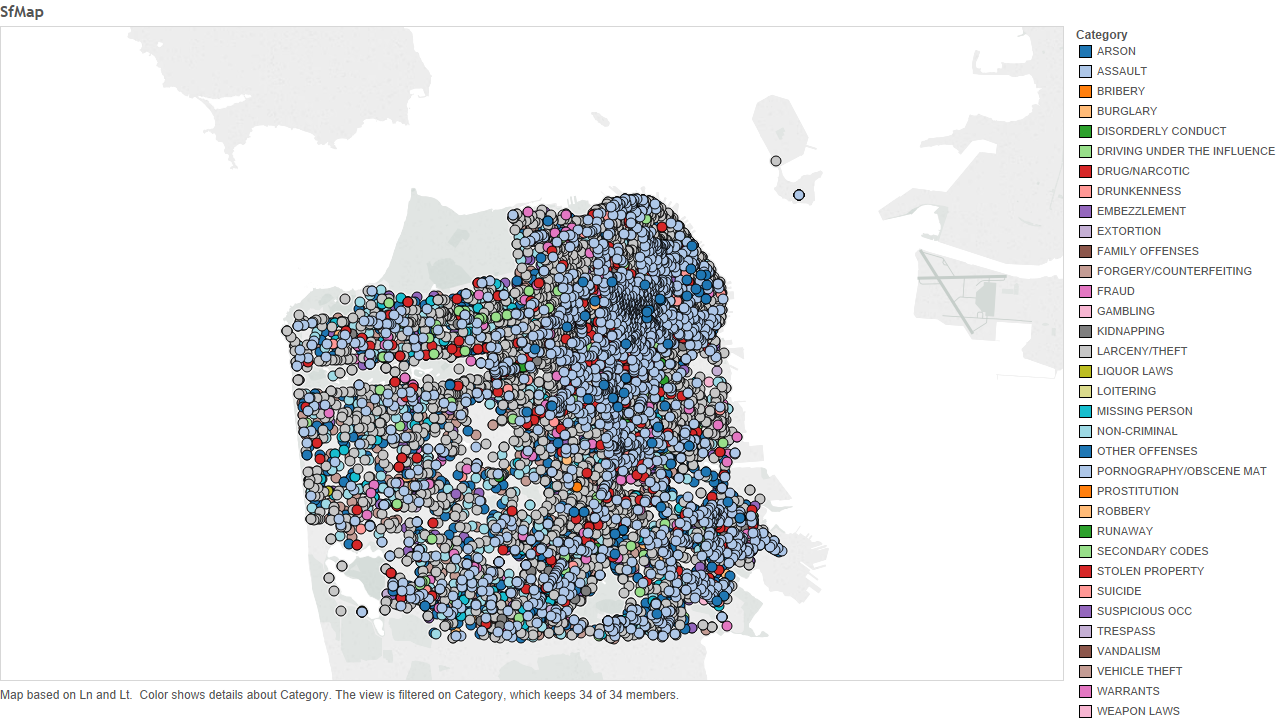 SfMap
Category
ARSON
ASSAULT
BRIBERY
BURGLARY
DISORDERLY CONDUCT
DRIVING UNDER THE INFLUENCE
DRUG/NARCOTIC
DRUNKENNESS
EMBEZZLEMENT
EXTORTION
FAMILY OFFENSES
FORGERY/COUNTERFEITING
FRAUD
GAMBLING
KIDNAPPING
LARCENY/THEFT
LIQUOR LAWS
LOITERING
MISSING PERSON
NON-CRIMINAL
OTHER OFFENSES
PORNOGRAPHY/OBSCENE MAT
PROSTITUTION
ROBBERY
RUNAWAY
SECONDARY CODES
STOLEN PROPERTY
SUICIDE
SUSPICIOUS OCC
TRESPASS
VANDALISM
VEHICLE THEFT
WARRANTS
WEAPON LAWS
Map based on Ln and Lt.  Color shows details about Category. The view is filtered on Category, which keeps 34 of 34 members.